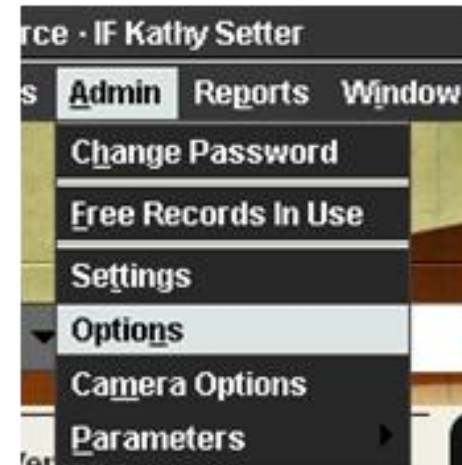 rce · IF Kathy Setter
s Admin Reports Window
Change Password
Free Records In Use
Settings
Options
Camera Options
Parameters